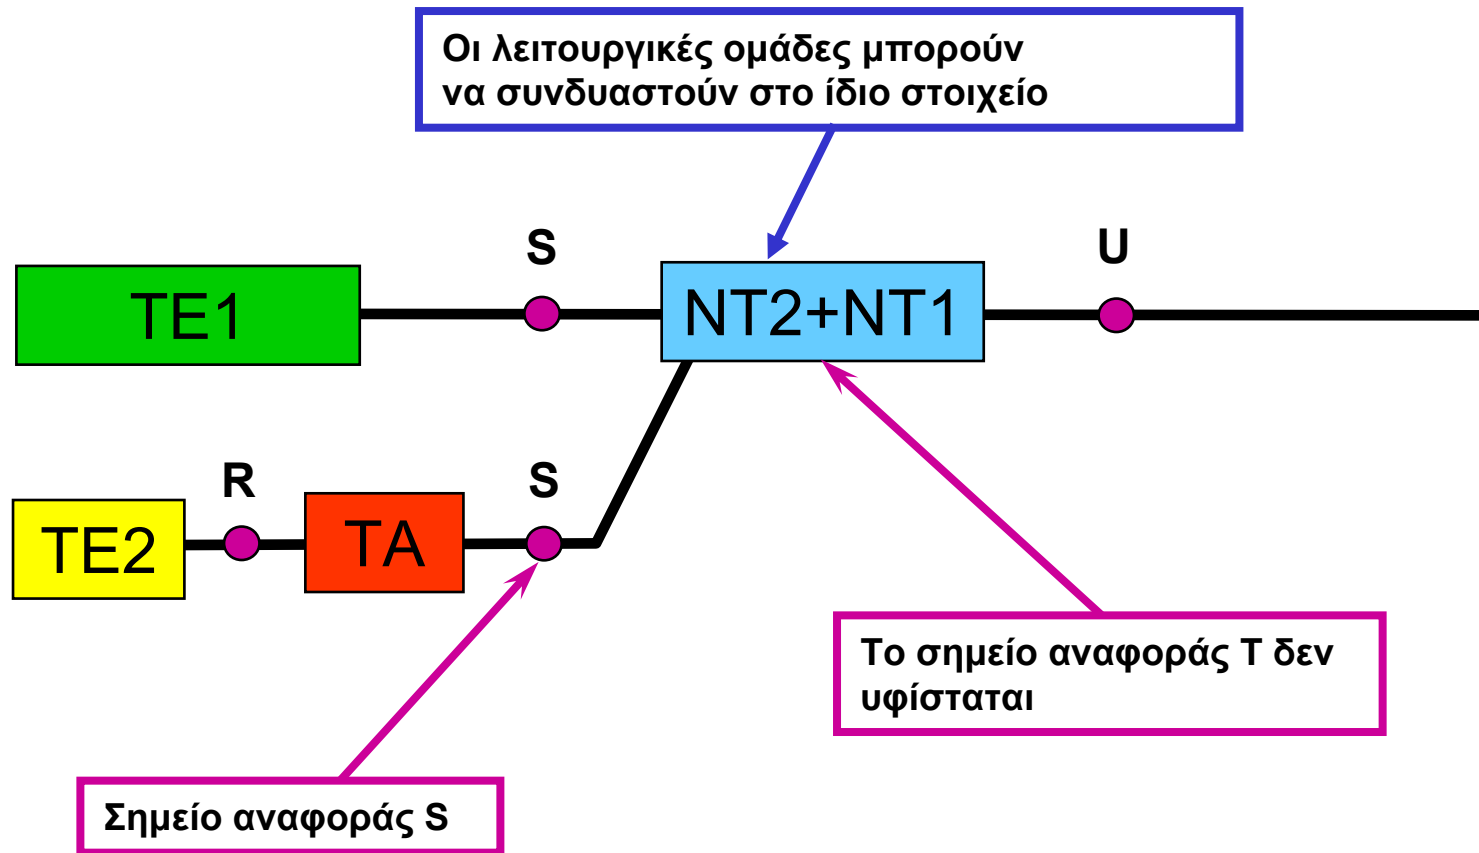 Οι λειτουργικές ομάδες μπορούν
να συνδυαστούν στο ίδιο στοιχείο
S
U
TE1
NT2+NT1
R
S
TE2
TA
Το σημείο αναφοράς Τ δεν
υφίσταται
Σημείο αναφοράς S